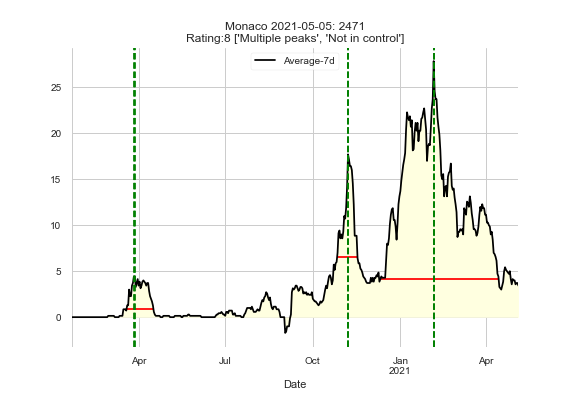 Monaco 2021-05-05: 2471
Rating:8 ['Multiple peaks', 'Not in control']
Average-7d
25
20
15
10
5
0
Apr Jul Oct Jan Apr
2021
Date